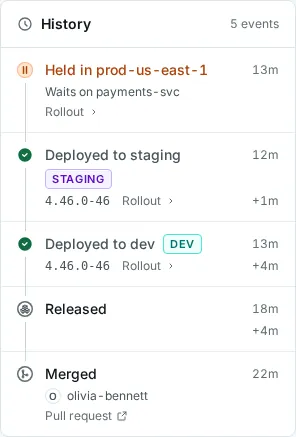 History 5 events
Held in prod-us-east-1 13m
Waits on payments-svc
Rollout
Deployed to staging 12m
STAGING
4.46.0-46 Rollout +1m
Deployed to dev DEV 13m
4.46.0-46 Rollout +4m
Released 18m
+4m
Merged 22m
O olivia-bennett
Pull request